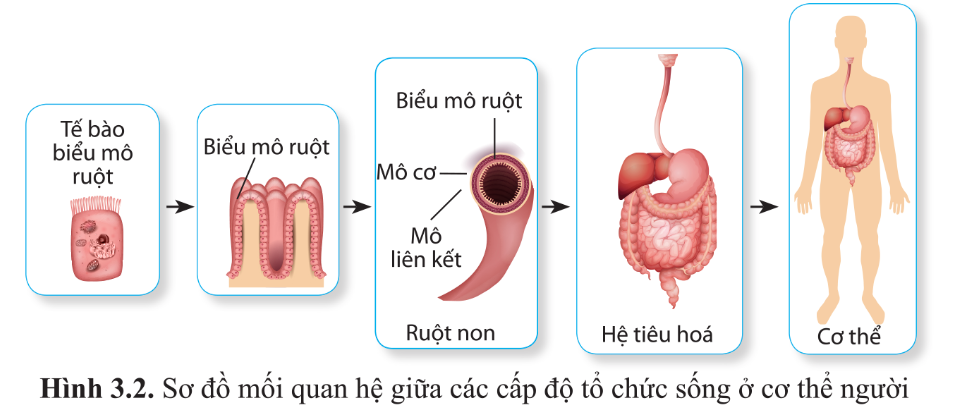 Tế bào
biểu mô
ruột
Biểu mô ruột
Biểu mô ruột
Mô cơ
Mô
liên kết
Ruột non
Hệ tiêu hoá
Cơ thể
Hình 3.2. Sơ đồ mối quan hệ giữa các cấp độ tổ chức sống ở cơ thể người